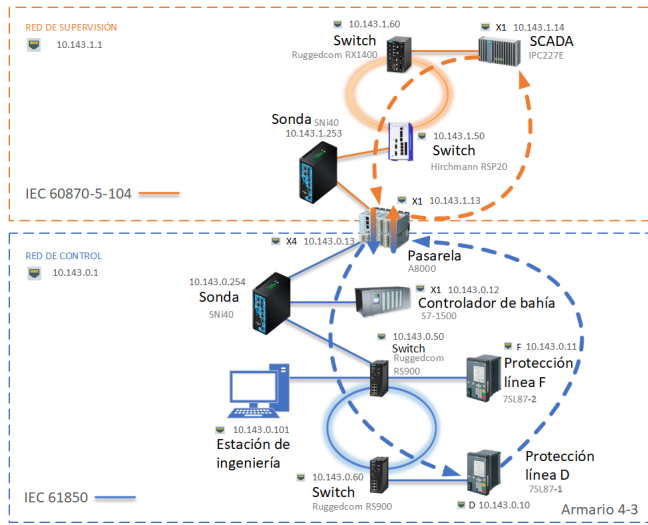 RED DE SUPERVISIÓN
10.143.1.1
10.143.1.60
Switch
Ruggedcom RX1400
X1 10.143.1.14
SCADA
IPC227E
Sonda SNi40
10.143.1.253
10.143.1.50
Switch
Hirchmann RSP20
IEC 60870-5-104
X1 10.143.1.13
RED DE CONTROL
10.143.0.1
X4 10.143.0.13
Pasarela
A8000
10.143.0.254
Sonda
SNi40
X1 10.143.0.12
Controlador de bahía
S7-1500
10.143.0.50
Switch
Ruggedcom
RS900
F 10.143.0.11
Protección
línea F
7SL87-2
10.143.0.101
Estación de
ingeniería
10.143.0.60
Switch
Ruggedcom RS900
Protección
línea D
7SL87-1
D 10.143.0.10
IEC 61850
Armario 4-3